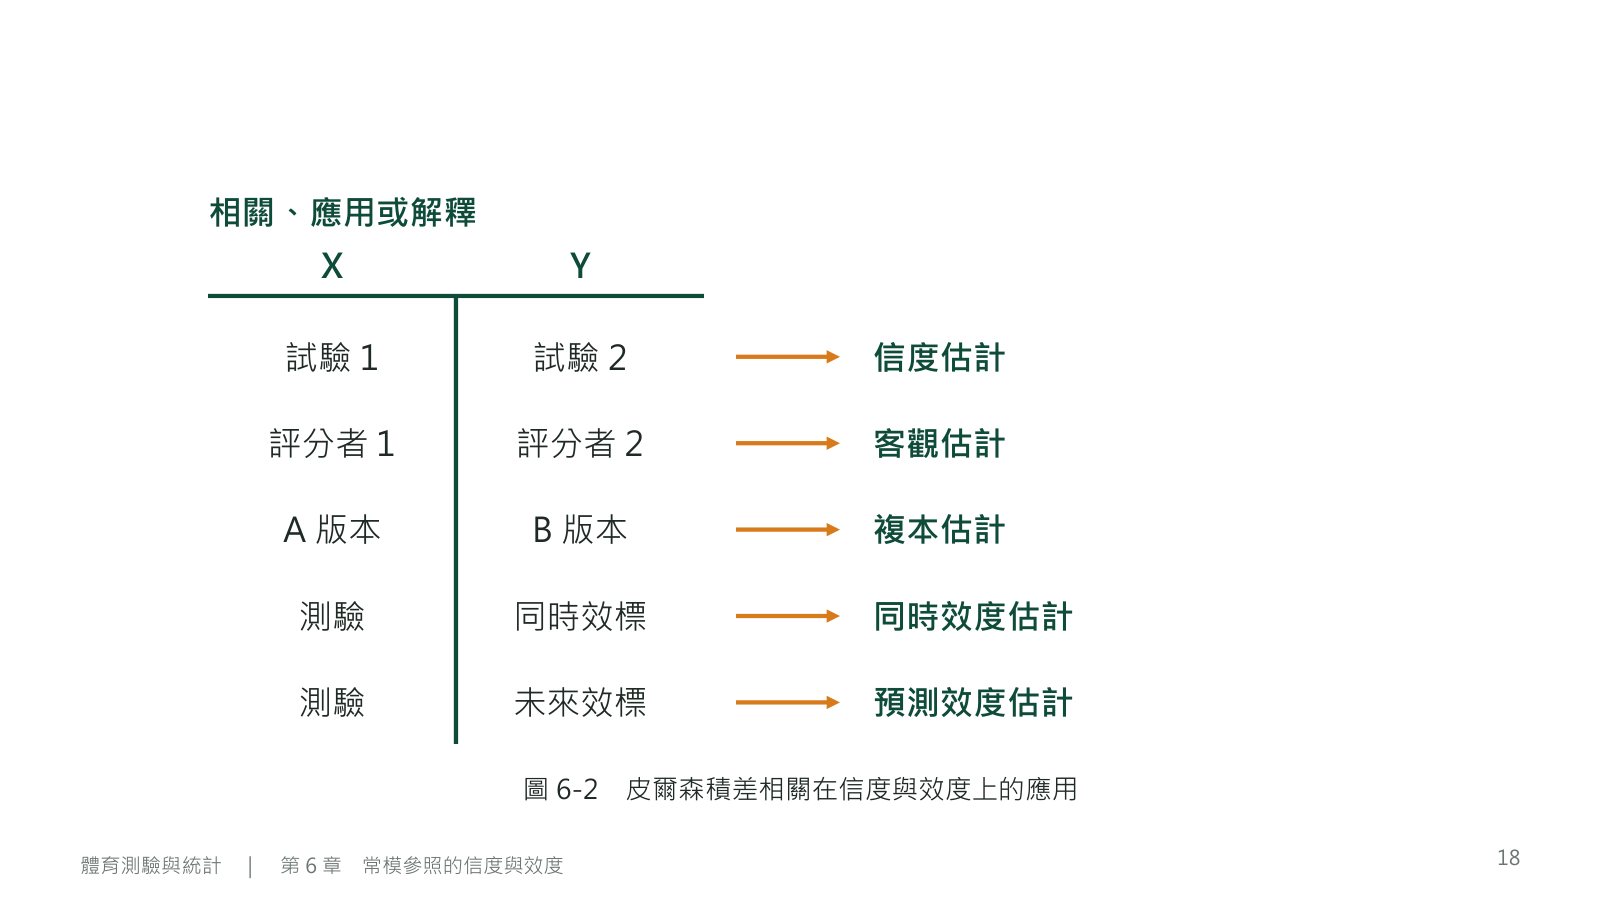 相關、應用或解釋
X Y
試驗 1 試驗 2 信度估計
評分者 1 評分者 2 客觀估計
A 版本 B 版本 複本估計
測驗 同時效標 同時效度估計
測驗 未來效標 預測效度估計
圖 6-2 皮爾森積差相關在信度與效度上的應用
體育測驗與統計 | 第 6 章 常模參照的信度與效度
18